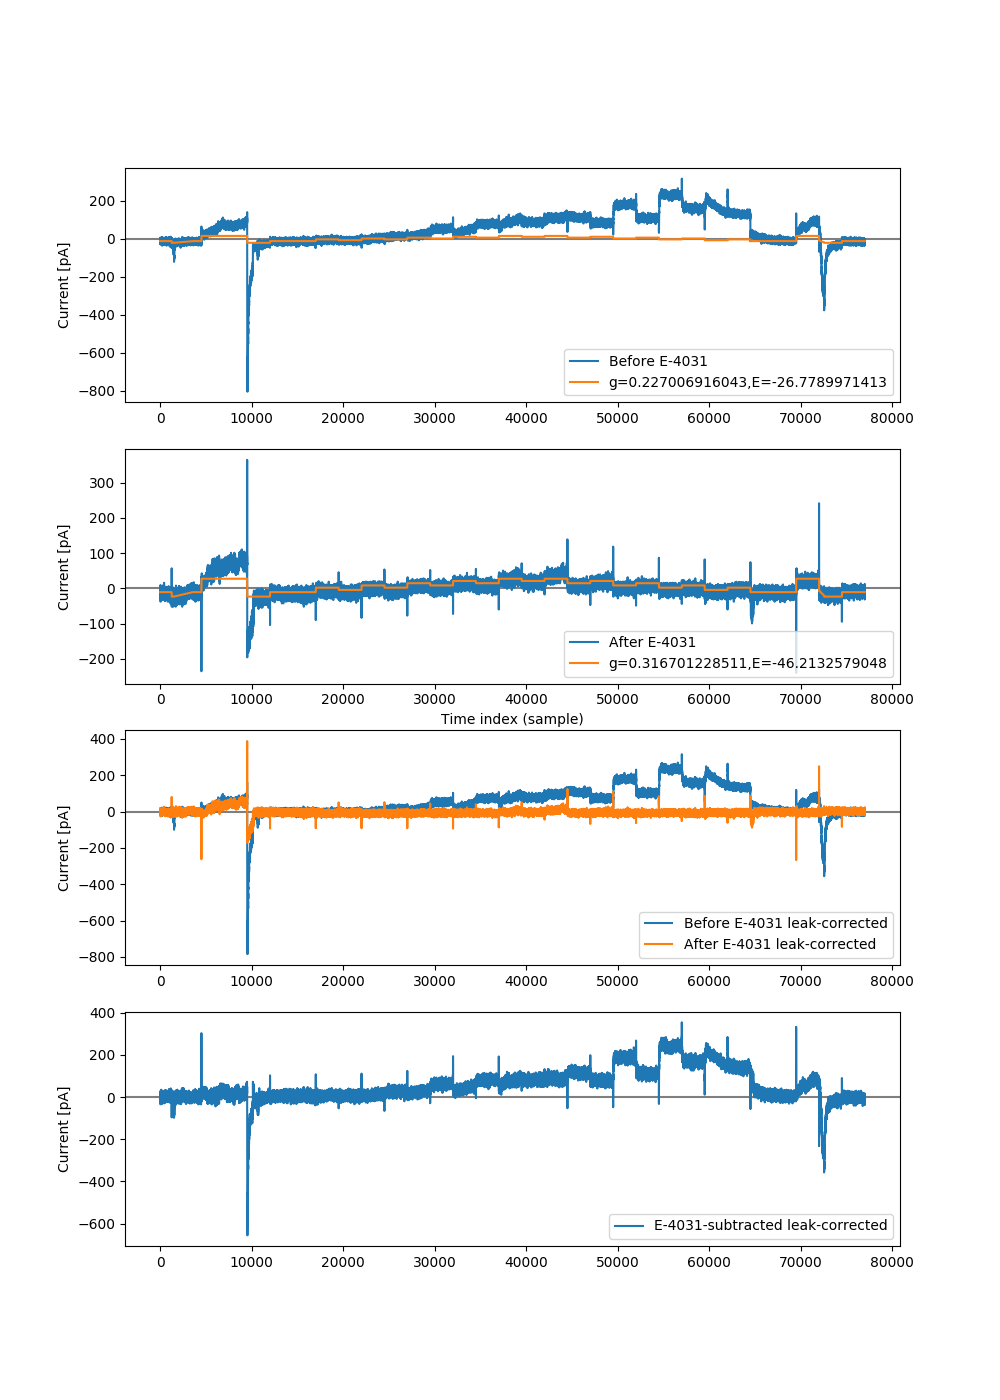 200
0
−200
−400
−600
−800
Current [pA]
Before E-4031
g=0.227006916043,E=-26.7789971413
0 10000 20000 30000 40000 50000 60000 70000 80000
300
200
100
0
−100
−200
Current [pA]
After E-4031
g=0.316701228511,E=-46.2132579048
0 10000 20000 30000 40000 50000 60000 70000 80000
Time index (sample)
400
200
0
−200
−400
−600
−800
Current [pA]
Before E-4031 leak-corrected
After E-4031 leak-corrected
0 10000 20000 30000 40000 50000 60000 70000 80000
400
200
0
−200
−400
−600
Current [pA]
E-4031-subtracted leak-corrected
0 10000 20000 30000 40000 50000 60000 70000 80000